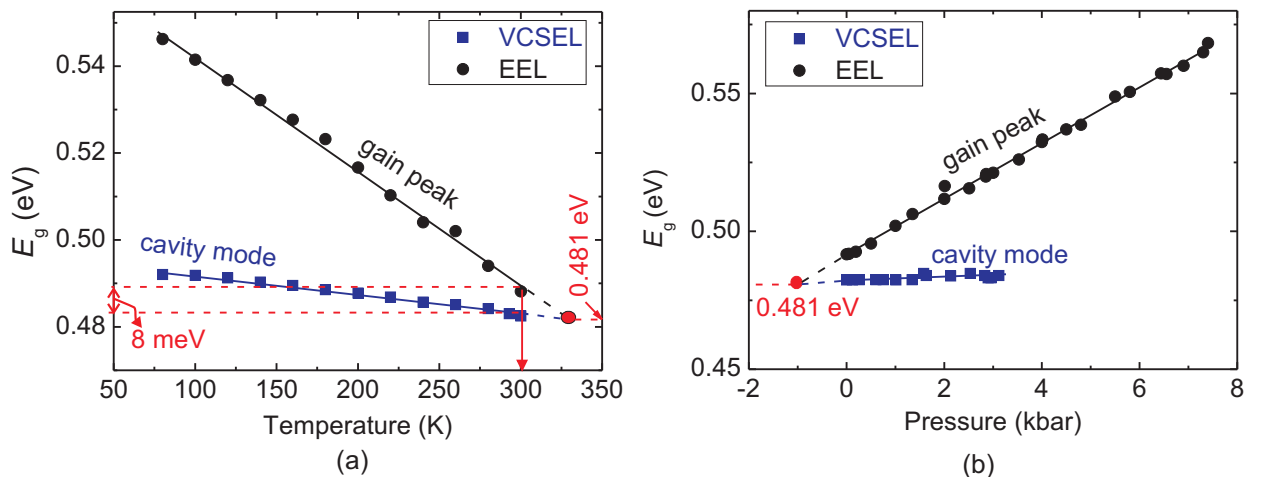 VCSEL
EEL
gain peak
cavity mode
0.481 eV
8 meV
E_g (eV)
0.54
0.52
0.50
0.48
50 100 150 200 250 300 350
Temperature (K)
(a)
VCSEL
EEL
gain peak
cavity mode
0.481 eV
E_g (eV)
0.55
0.50
0.45
−2 0 2 4 6 8
Pressure (kbar)
(b)